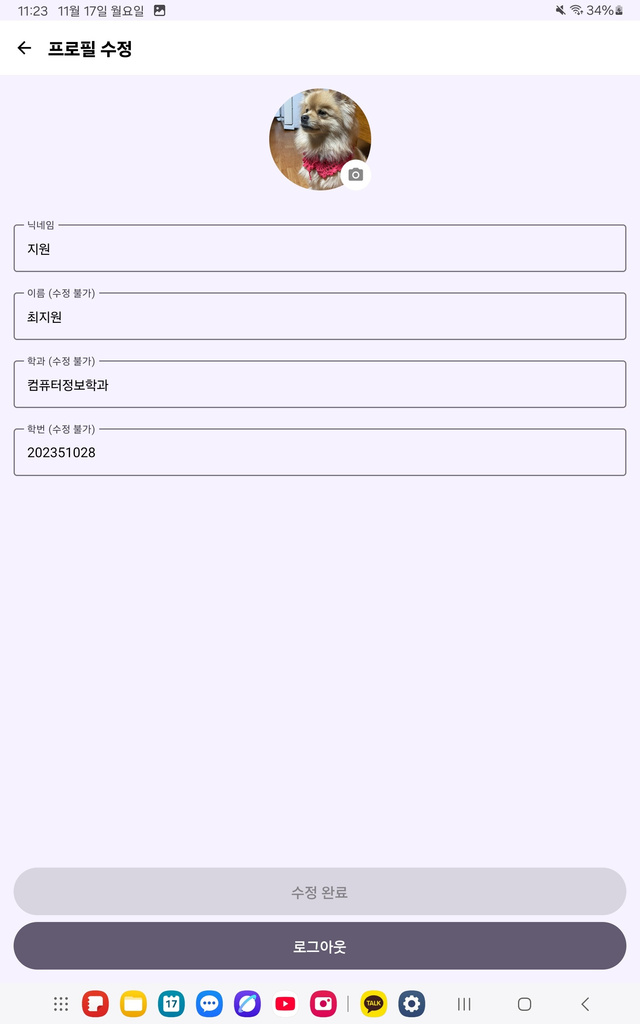 11:23 11월 17일 월요일
34%
프로필 수정
닉네임
지원
이름 (수정 불가)
최지원
학과 (수정 불가)
컴퓨터정보학과
학번 (수정 불가)
202351028
수정 완료
로그아웃
17
TALK